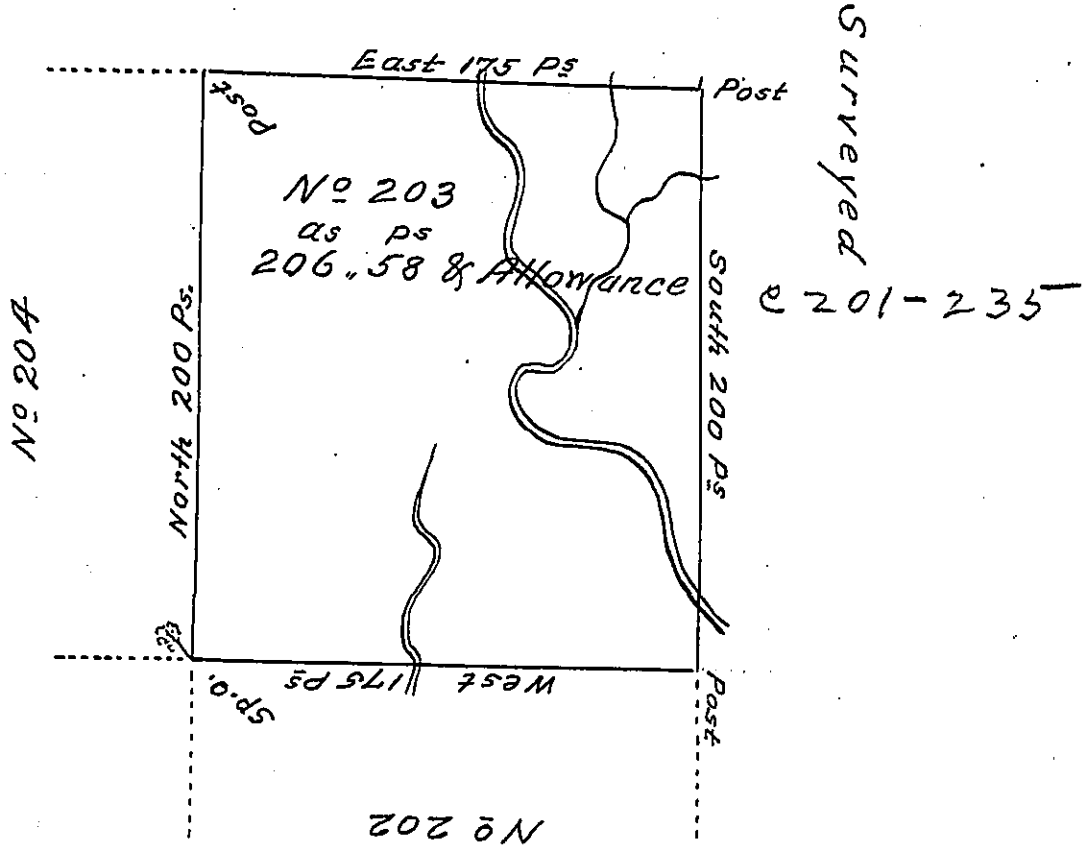 East 175 Ps
Post
Post
Surveyed
Nº 203
as ps
206,,58 & Allowance
C 201-235
South 200 Ps
North 200 Ps.
Nº 204
Sp. o.
West 175 Ps
Post
Nº 202